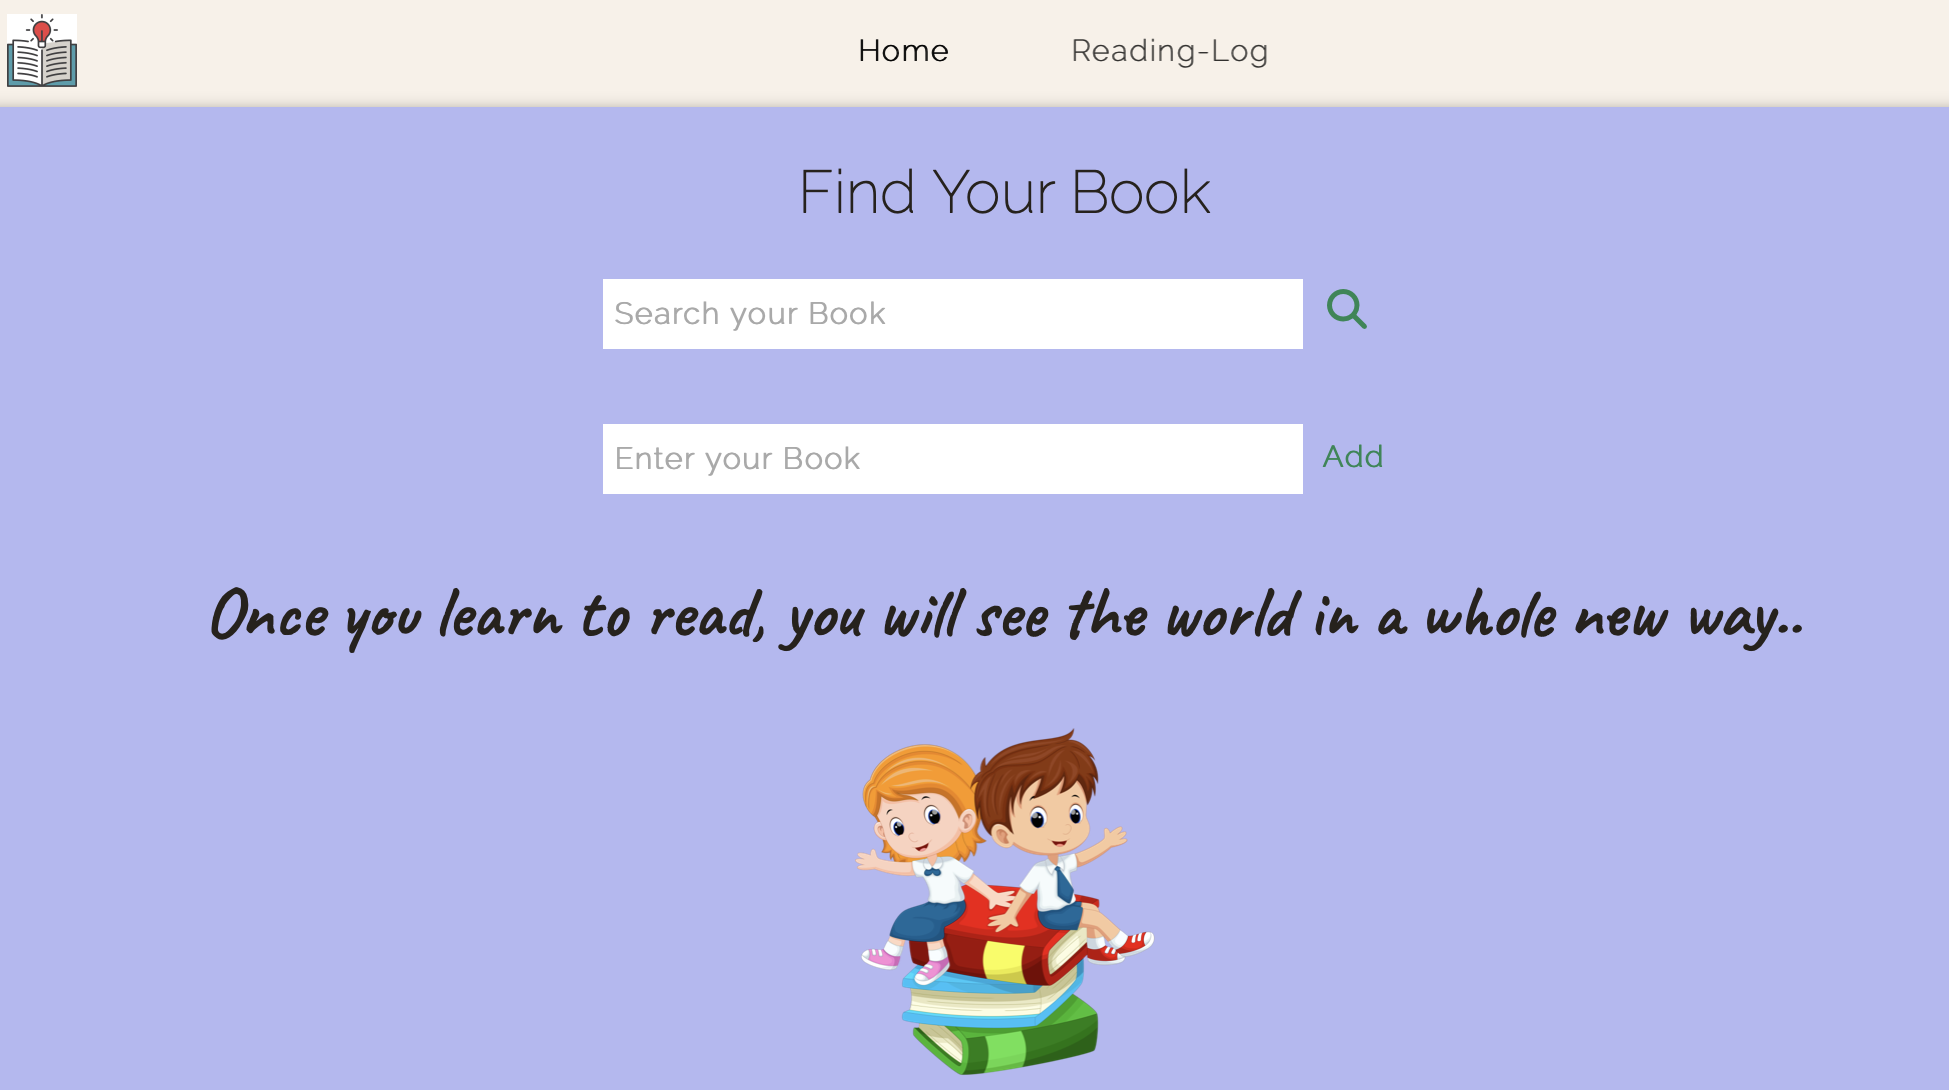 Home Reading-Log
Find Your Book
Search your Book
Enter your Book Add
Once you learn to read, you will see the world in a whole new way..